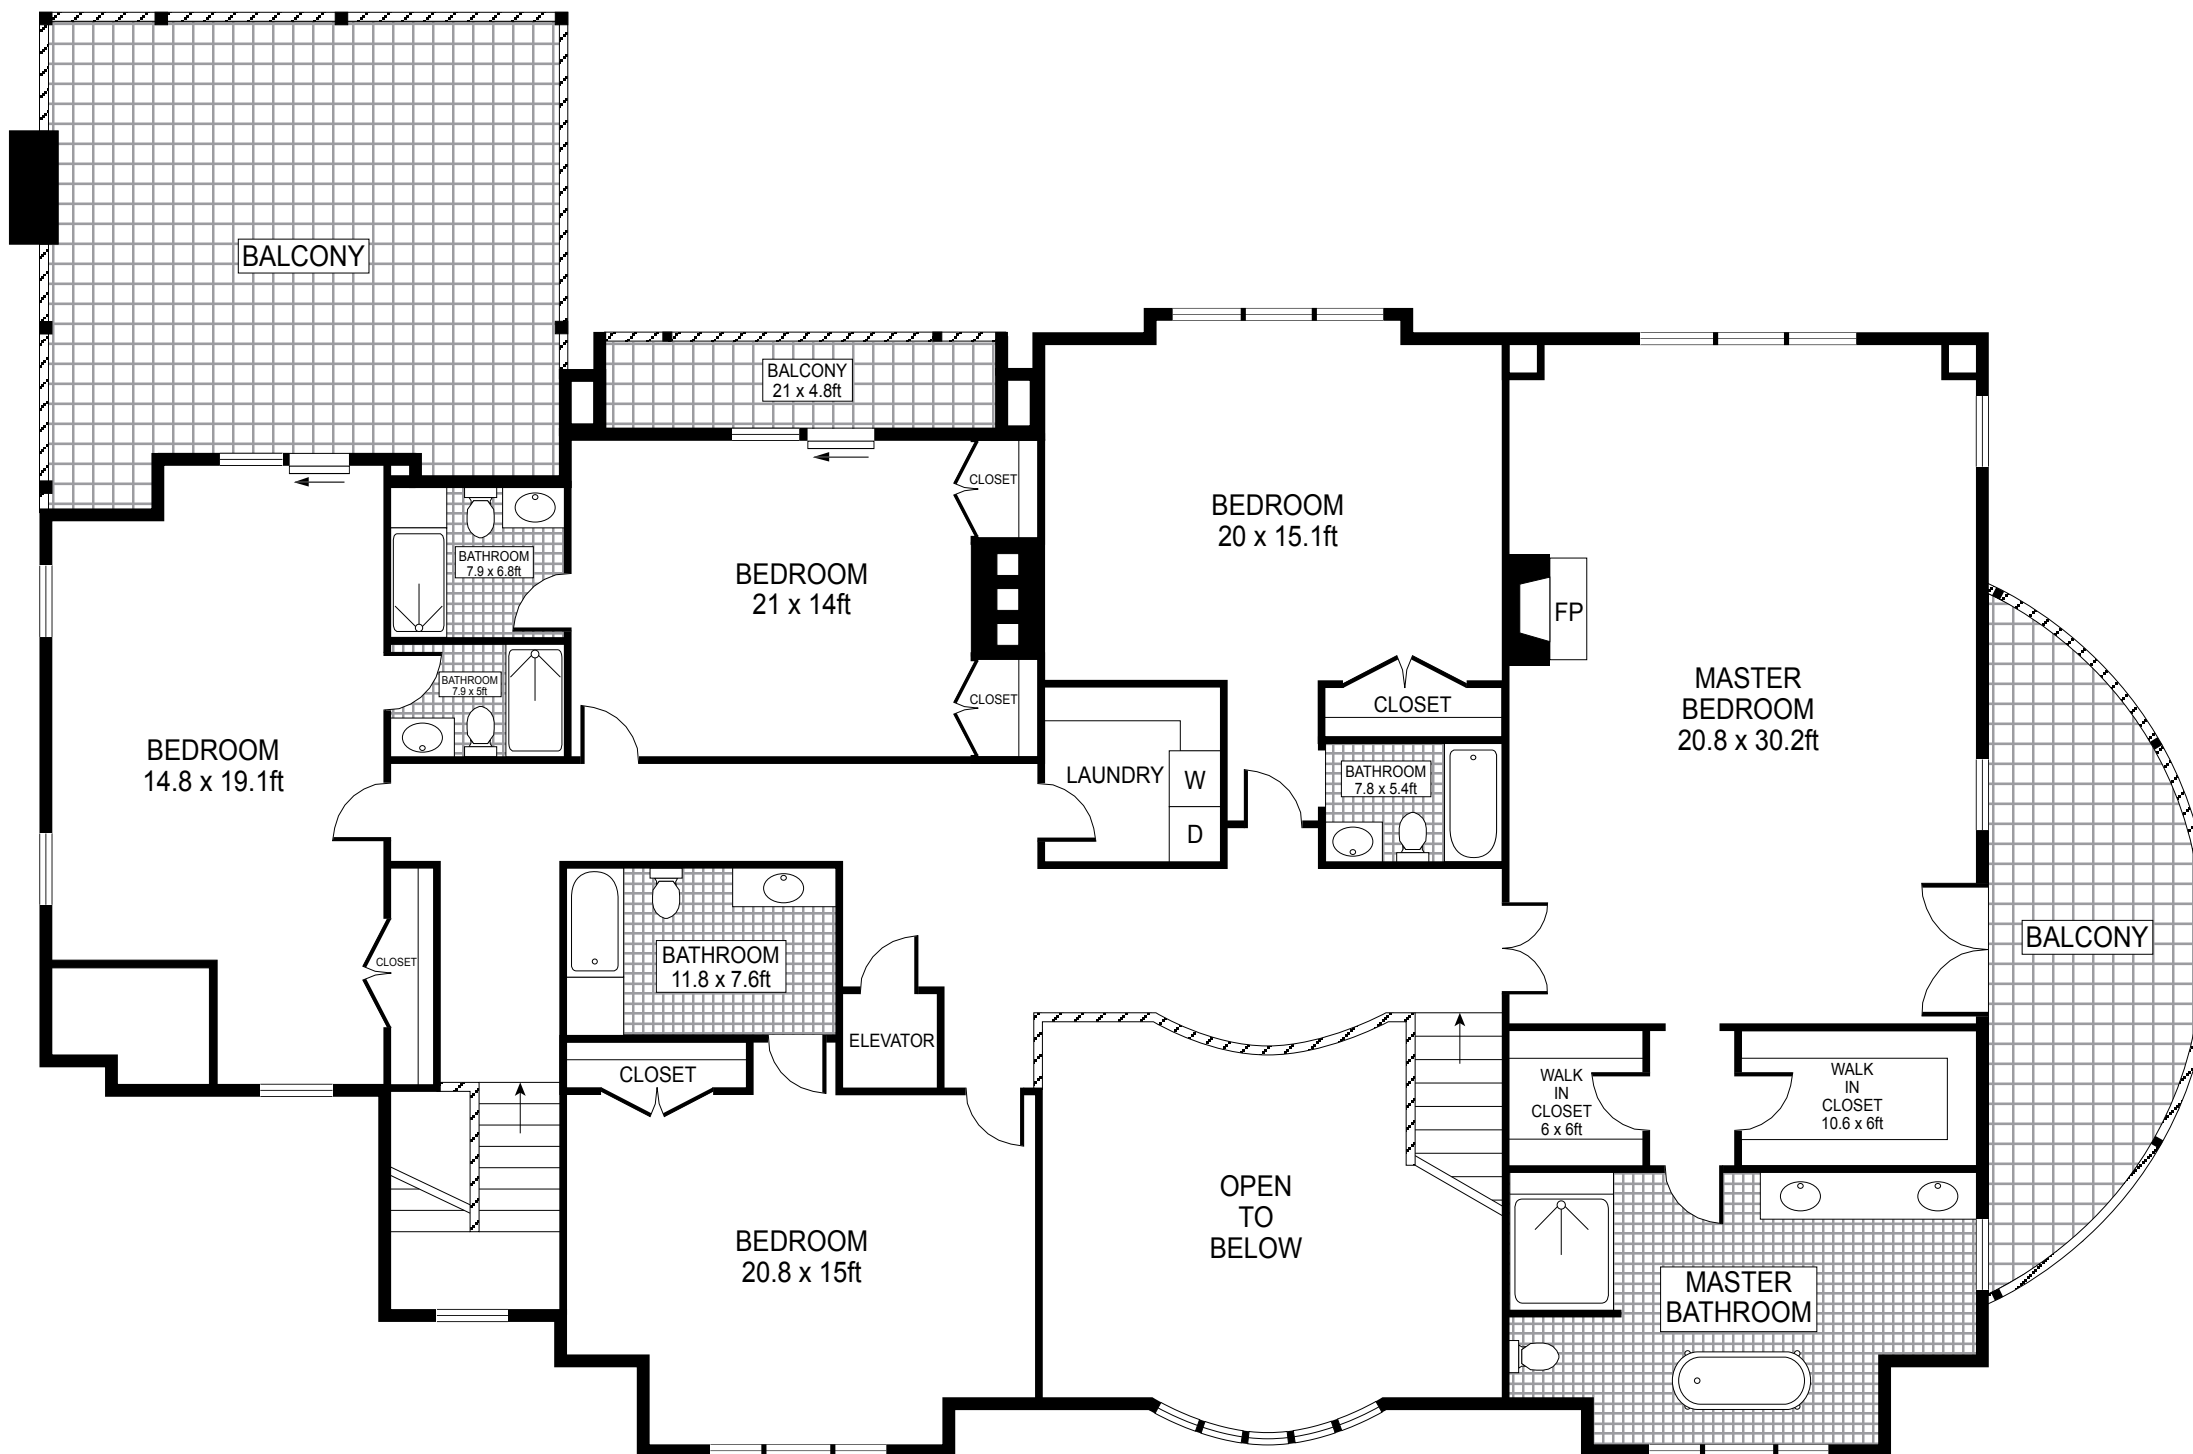 BALCONY
BALCONY
21 x 4.8ft
CLOSET
BEDROOM
20 x 15.1ft
BATHROOM
7.9 x 6.8ft
BEDROOM
21 x 14ft
FP
BATHROOM
7.9 x 5ft
CLOSET
CLOSET
MASTER
BEDROOM
20.8 x 30.2ft
BEDROOM
14.8 x 19.1ft
LAUNDRY
W
D
BATHROOM
7.8 x 5.4ft
BALCONY
CLOSET
BATHROOM
11.8 x 7.6ft
ELEVATOR
CLOSET
WALK
IN
CLOSET
6 x 6ft
WALK
IN
CLOSET
10.6 x 6ft
BEDROOM
20.8 x 15ft
OPEN
TO
BELOW
MASTER
BATHROOM